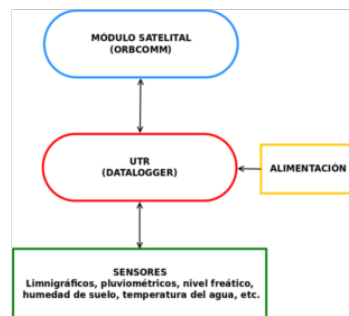 MÓDULO SATELITAL
(ORBCOMM)
UTR
(DATALOGGER)
ALIMENTACIÓN
SENSORES
Limnigráficos, pluviométricos, nivel freático,
humedad de suelo, temperatura del agua, etc.